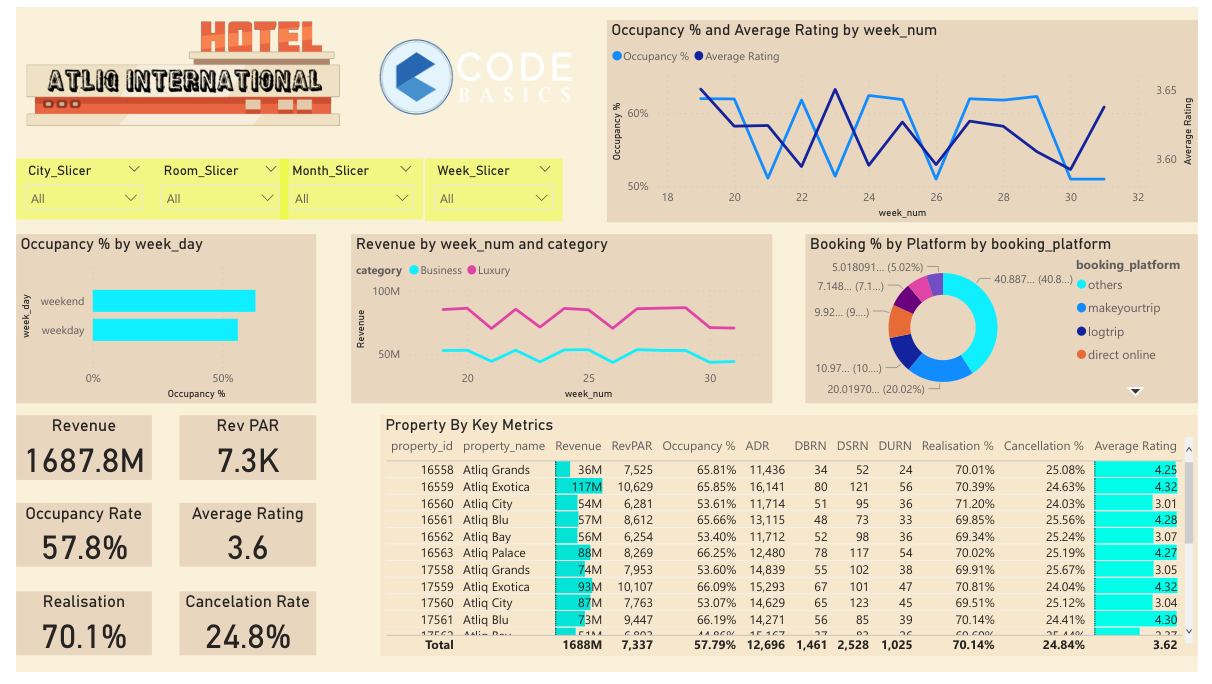 HOTEL
ATLIQ INTERNATIONAL
CODE
BASICS
City_Slicer
All
Room_Slicer
All
Month_Slicer
All
Week_Slicer
All
Occupancy % and Average Rating by week_num
Occupancy % Average Rating
Occupancy %
60%
50%
3.65
3.60
Average Rating
18 20 22 24 26 28 30 32
week_num
Occupancy % by week_day
week_day
weekend
weekday
0% 50%
Occupancy %
Revenue by week_num and category
category Business Luxury
Revenue
100M
50M
20 25 30
week_num
Booking % by Platform by booking_platform
5.018091... (5.02%)
7.148... (7.1...)
9.92... (9....)
10.97... (10....)
20.01970... (20.02%)
40.887... (40.8...)
booking_platform
others
makeyourtrip
logtrip
direct online
Revenue
1687.8M
Rev PAR
7.3K
Occupancy Rate
57.8%
Average Rating
3.6
Realisation
70.1%
Cancelation Rate
24.8%
Property By Key Metrics
property_id property_name Revenue RevPAR Occupancy % ADR DBRN DSRN DURN Realisation % Cancellation % Average Rating
16558 Atliq Grands 36M 7,525 65.81% 11,436 34 52 24 70.01% 25.08% 4.25
16559 Atliq Exotica 117M 10,629 65.85% 16,141 80 121 56 70.39% 24.63% 4.32
16560 Atliq City 54M 6,281 53.61% 11,714 51 95 36 71.20% 24.03% 3.01
16561 Atliq Blu 57M 8,612 65.66% 13,115 48 73 33 69.85% 25.56% 4.28
16562 Atliq Bay 56M 6,254 53.40% 11,712 52 98 36 69.34% 25.24% 3.07
16563 Atliq Palace 88M 8,269 66.25% 12,480 78 117 54 70.02% 25.19% 4.27
17558 Atliq Grands 74M 7,953 53.60% 14,839 55 102 38 69.91% 25.67% 3.05
17559 Atliq Exotica 93M 10,107 66.09% 15,293 67 101 47 70.81% 24.04% 4.32
17560 Atliq City 87M 7,763 53.07% 14,629 65 123 45 69.51% 25.12% 3.04
17561 Atliq Blu 73M 9,447 66.19% 14,271 56 85 39 70.14% 24.41% 4.30
Total 1688M 7,337 57.79% 12,696 1,461 2,528 1,025 70.14% 24.84% 3.62